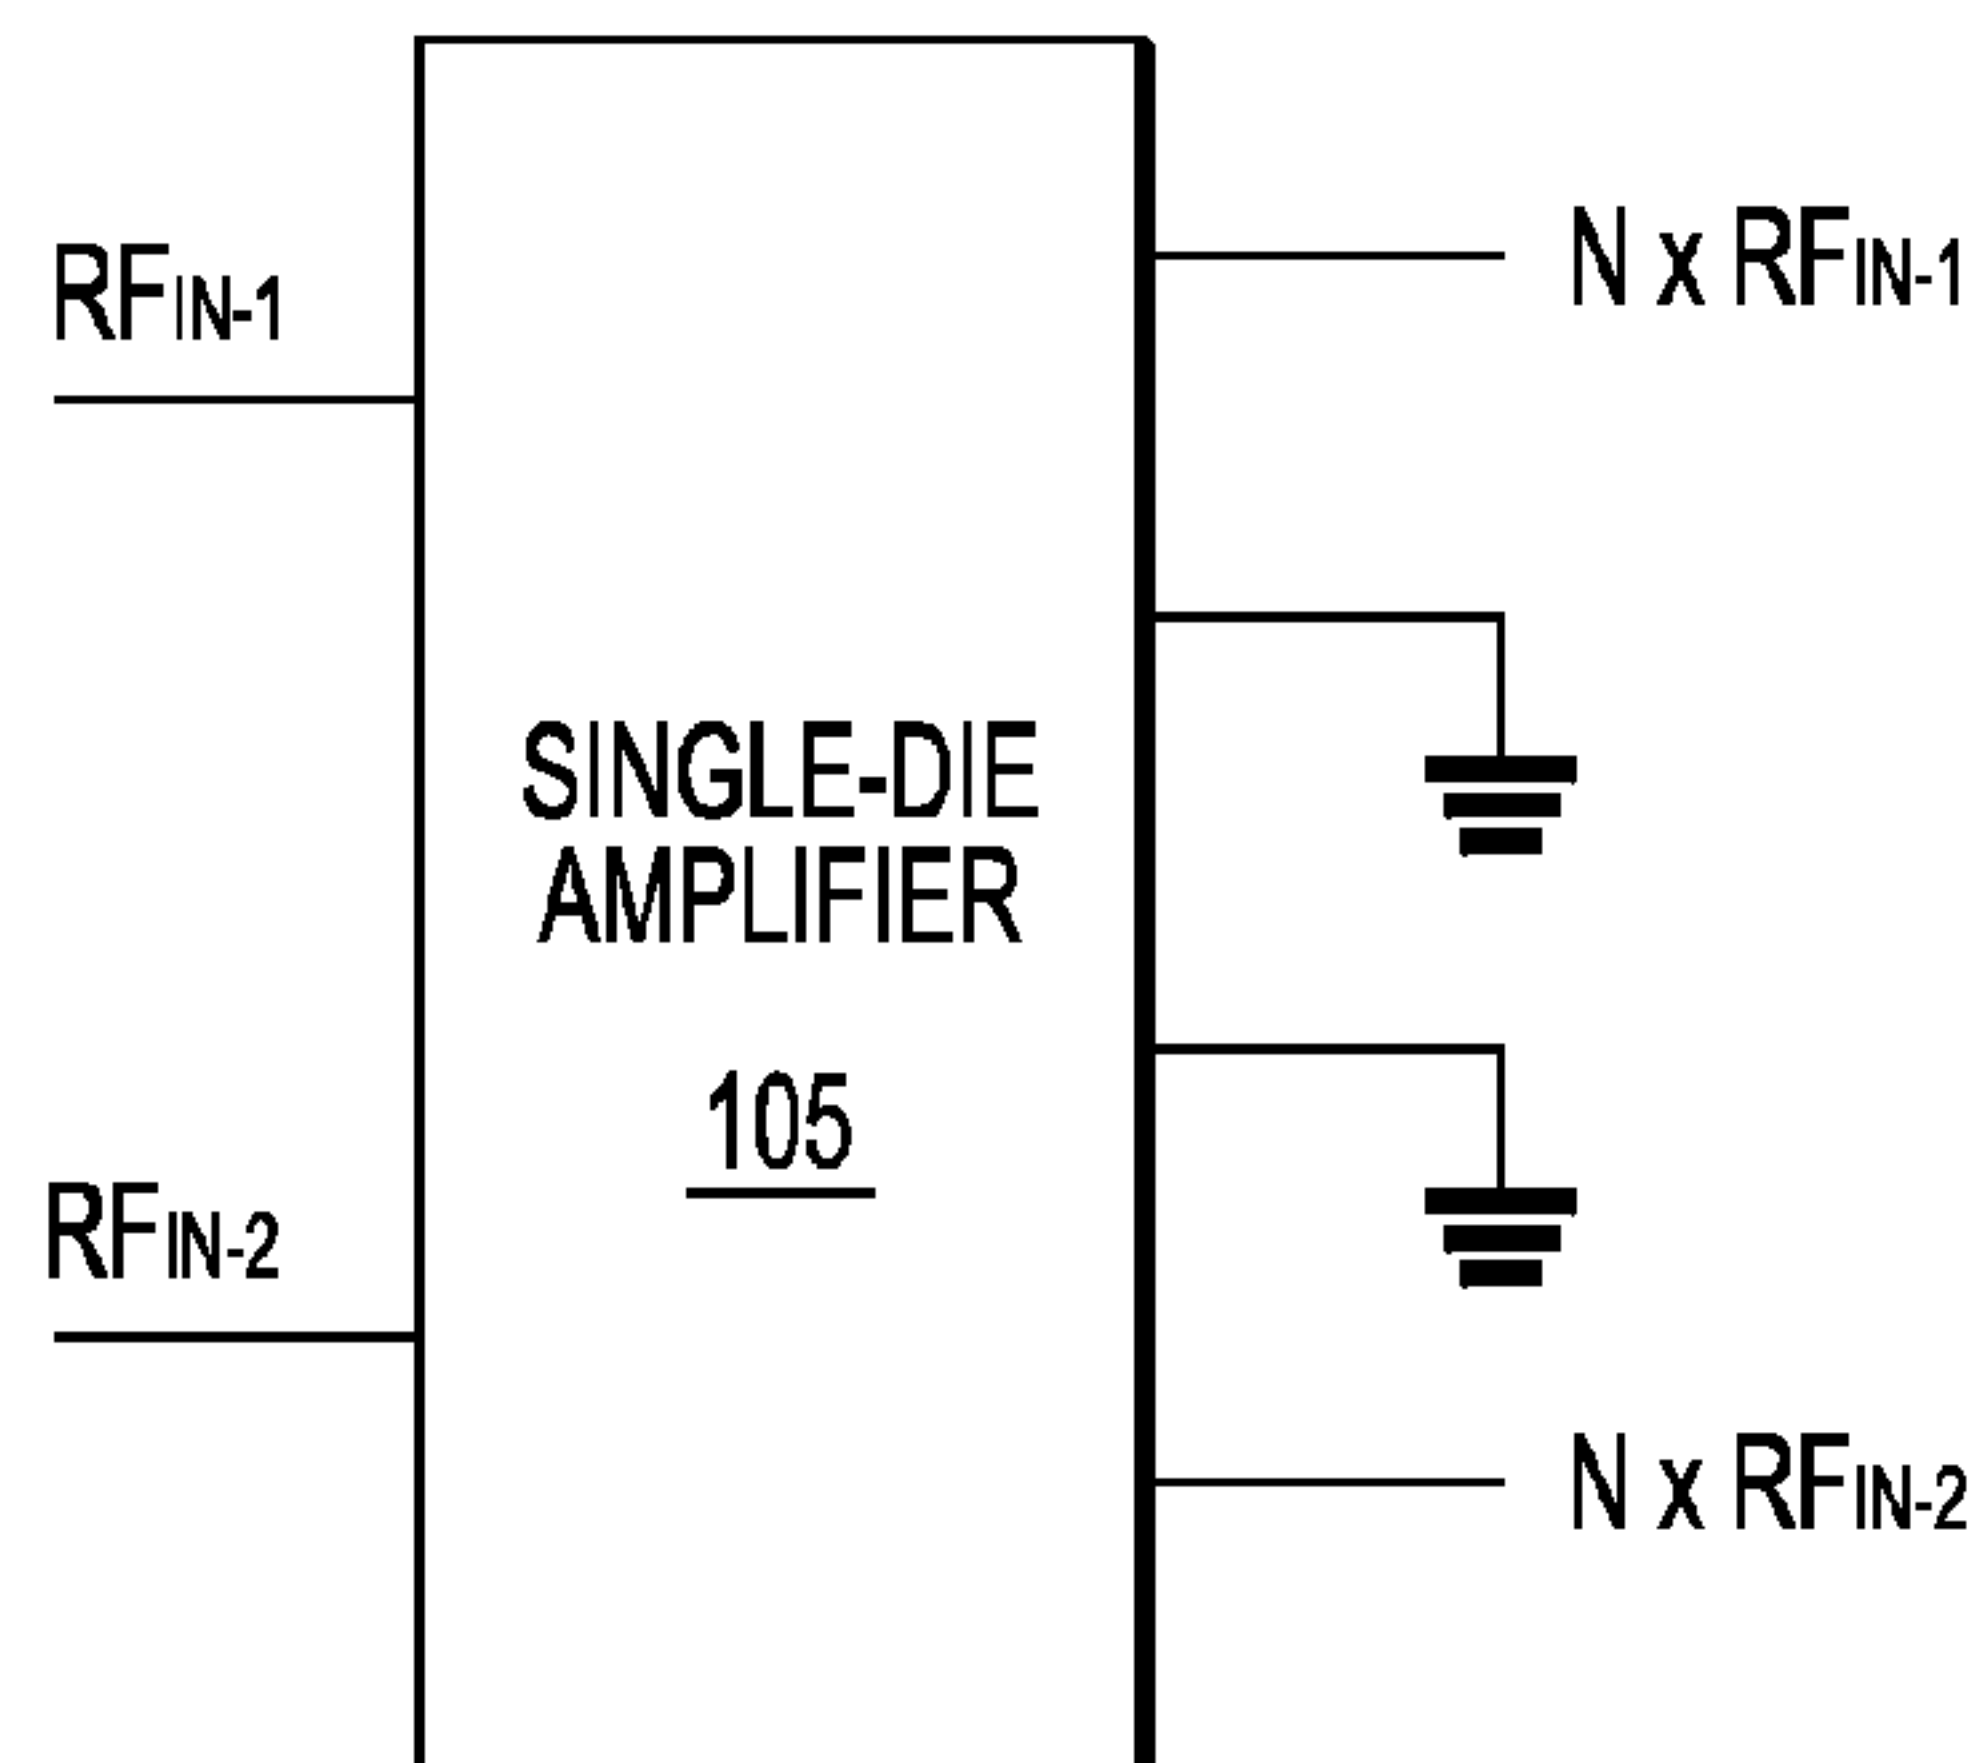 RFIN-1
N x RFIN-1
SINGLE-DIE
AMPLIFIER
105
RFIN-2
N x RFIN-2